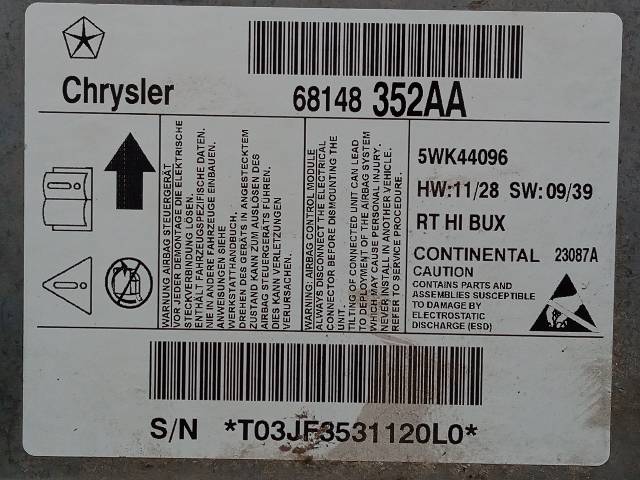 Chrysler
68148 352AA
WARNUNG AIRBAG STEUERGERÄT
VOR JEDER DEMONTAGE DIE ELEKTRISCHE
STECKVERBINDUNG LÖSEN.
ENTHÄLT FAHRZEUGSPEZIFISCHE DATEN.
NIE IN ANDERE FAHRZEUGE EINBAUEN.
ANWEISUNGEN SIEHE
WERKSTATTHANDBUCH.
DREHEN DES GERÄTS IN ANGESTECKTEM
ZUSTAND KANN ZUM AUSLÖSEN DES
AIRBAG STEUERGERÄTS FÜHREN.
DIES KANN VERLETZUNGEN
VERURSACHEN.
WARNING: AIRBAG CONTROL MODULE
ALWAYS DISCONNECT THE ELECTRICAL
CONNECTOR BEFORE DISMOUNTING THE
UNIT.
TILTING OF CONNECTED UNIT CAN LEAD
TO DEPLOYMENT OF THE AIRBAG SYSTEM
WHICH MAY CAUSE PERSONAL INJURY.
NEVER INSTALL IN ANOTHER VEHICLE.
REFER TO SERVICE PROCEDURE.
5WK44096
HW:11/28 SW:09/39
RT HI BUX
CONTINENTAL 23087A
CAUTION
CONTAINS PARTS AND
ASSEMBLIES SUSCEPTIBLE
TO DAMAGE BY
ELECTROSTATIC
DISCHARGE (ESD)
S/N *T03JF3531120L0*